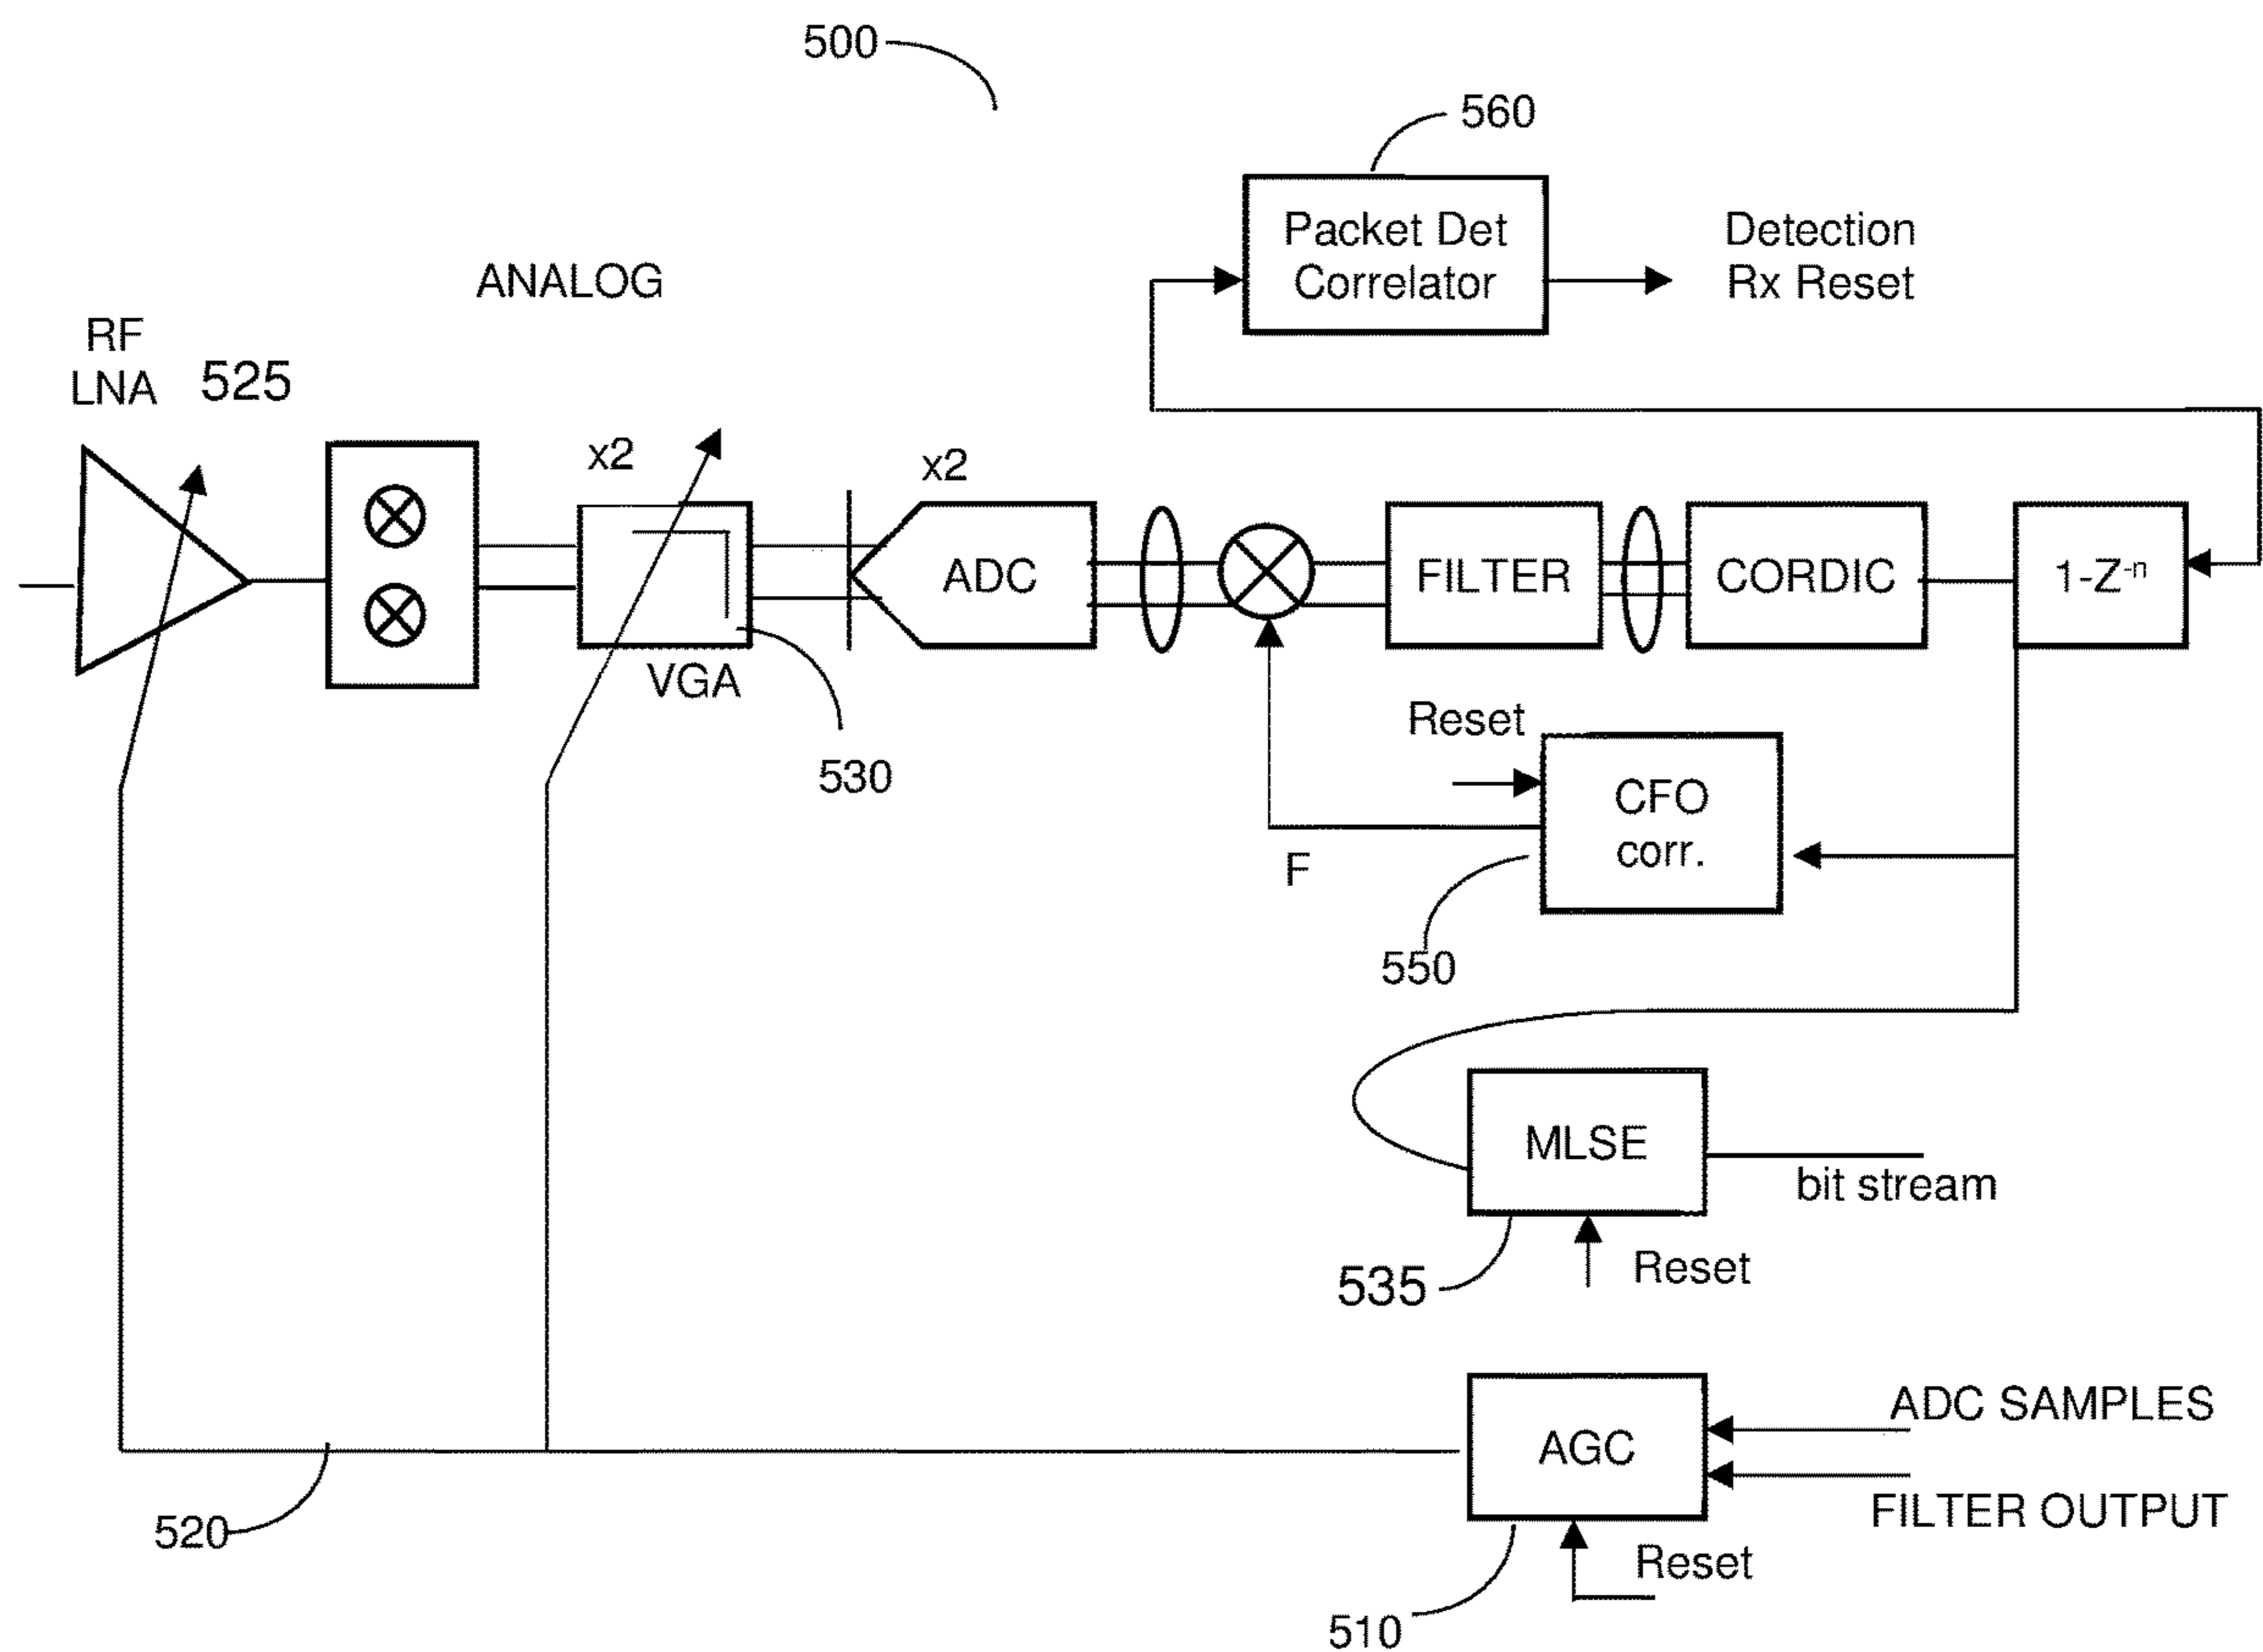 500
560
Packet Det
Correlator
Detection
Rx Reset
ANALOG
RF
LNA
525
x2
x2
ADC
FILTER
CORDIC
1-Z⁻ⁿ
VGA
530
Reset
CFO
corr.
F
550
MLSE
bit stream
535
Reset
AGC
ADC SAMPLES
FILTER OUTPUT
520
Reset
510